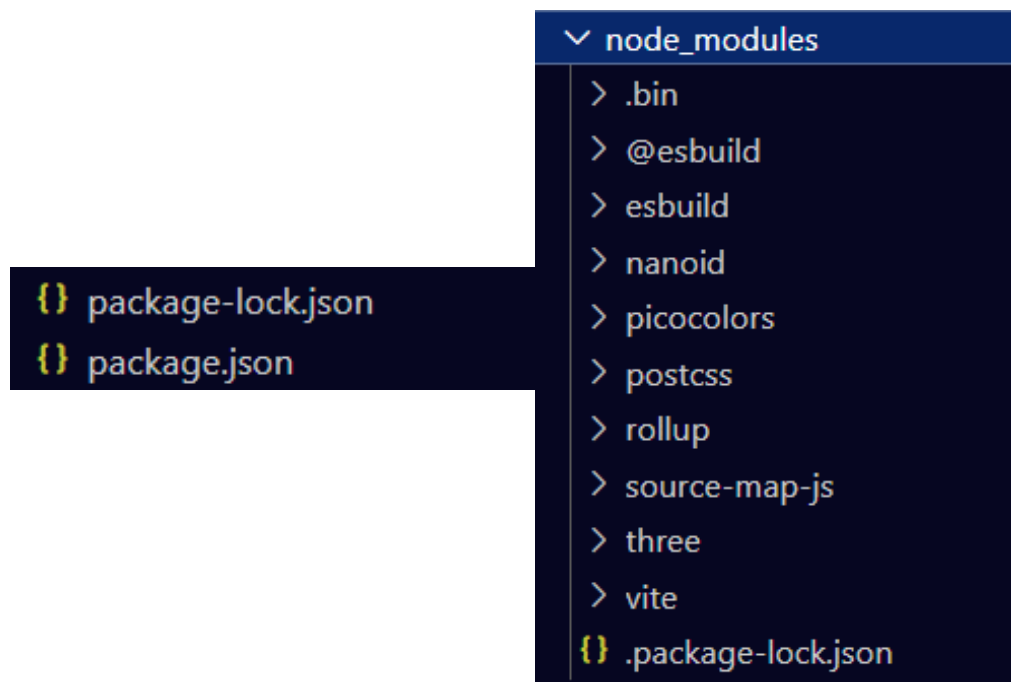 package-lock.json
package.json
node_modules
.bin
@esbuild
esbuild
nanoid
picocolors
postcss
rollup
source-map-js
three
vite
.package-lock.json